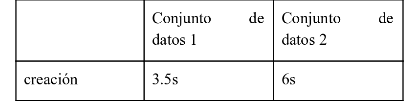 Conjunto de Conjunto de
datos 1 datos 2
creación 3.5s 6s